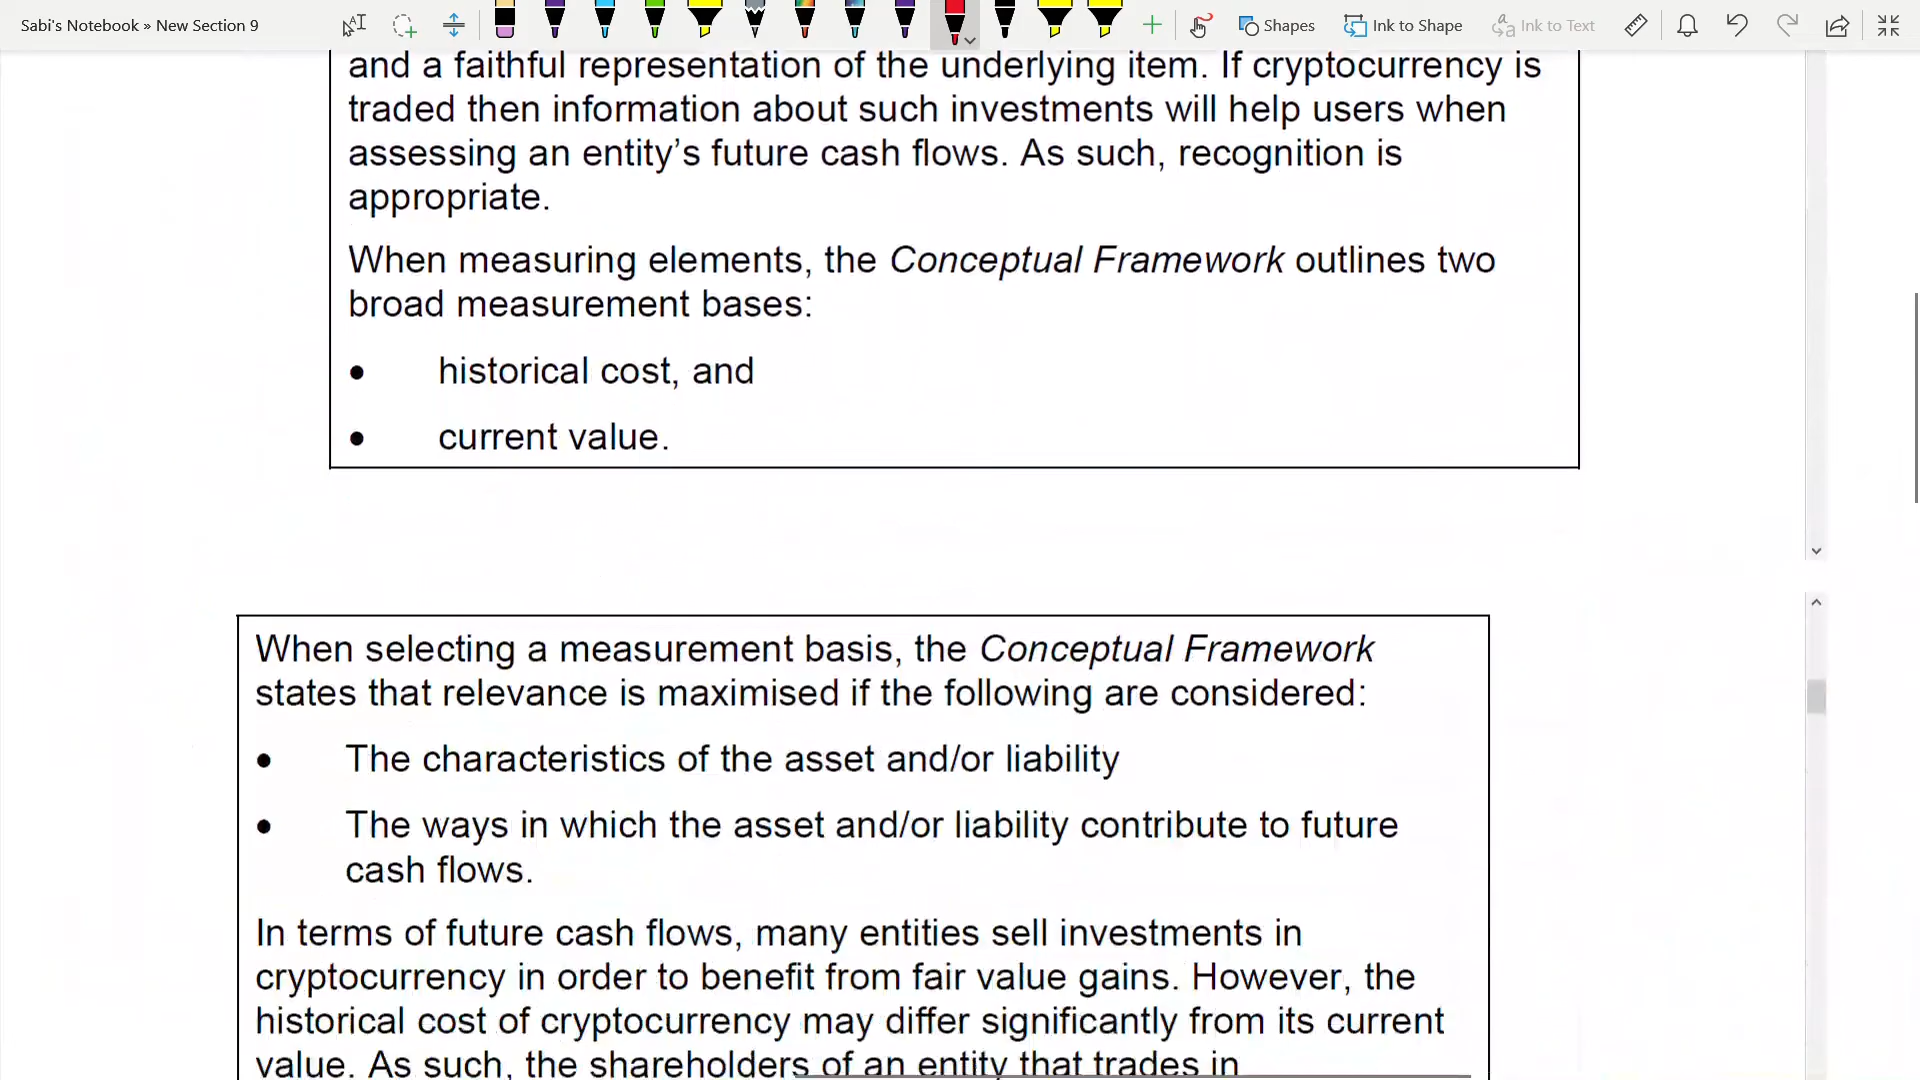 Sabi's Notebook » New Section 9
Shapes
Ink to Shape
Ink to Text
and a faithful representation of the underlying item. If cryptocurrency is
traded then information about such investments will help users when
assessing an entity’s future cash flows. As such, recognition is
appropriate.
When measuring elements, the Conceptual Framework outlines two
broad measurement bases:
• historical cost, and
• current value.
When selecting a measurement basis, the Conceptual Framework
states that relevance is maximised if the following are considered:
• The characteristics of the asset and/or liability
• The ways in which the asset and/or liability contribute to future
cash flows.
In terms of future cash flows, many entities sell investments in
cryptocurrency in order to benefit from fair value gains. However, the
historical cost of cryptocurrency may differ significantly from its current
value. As such, the shareholders of an entity that trades in